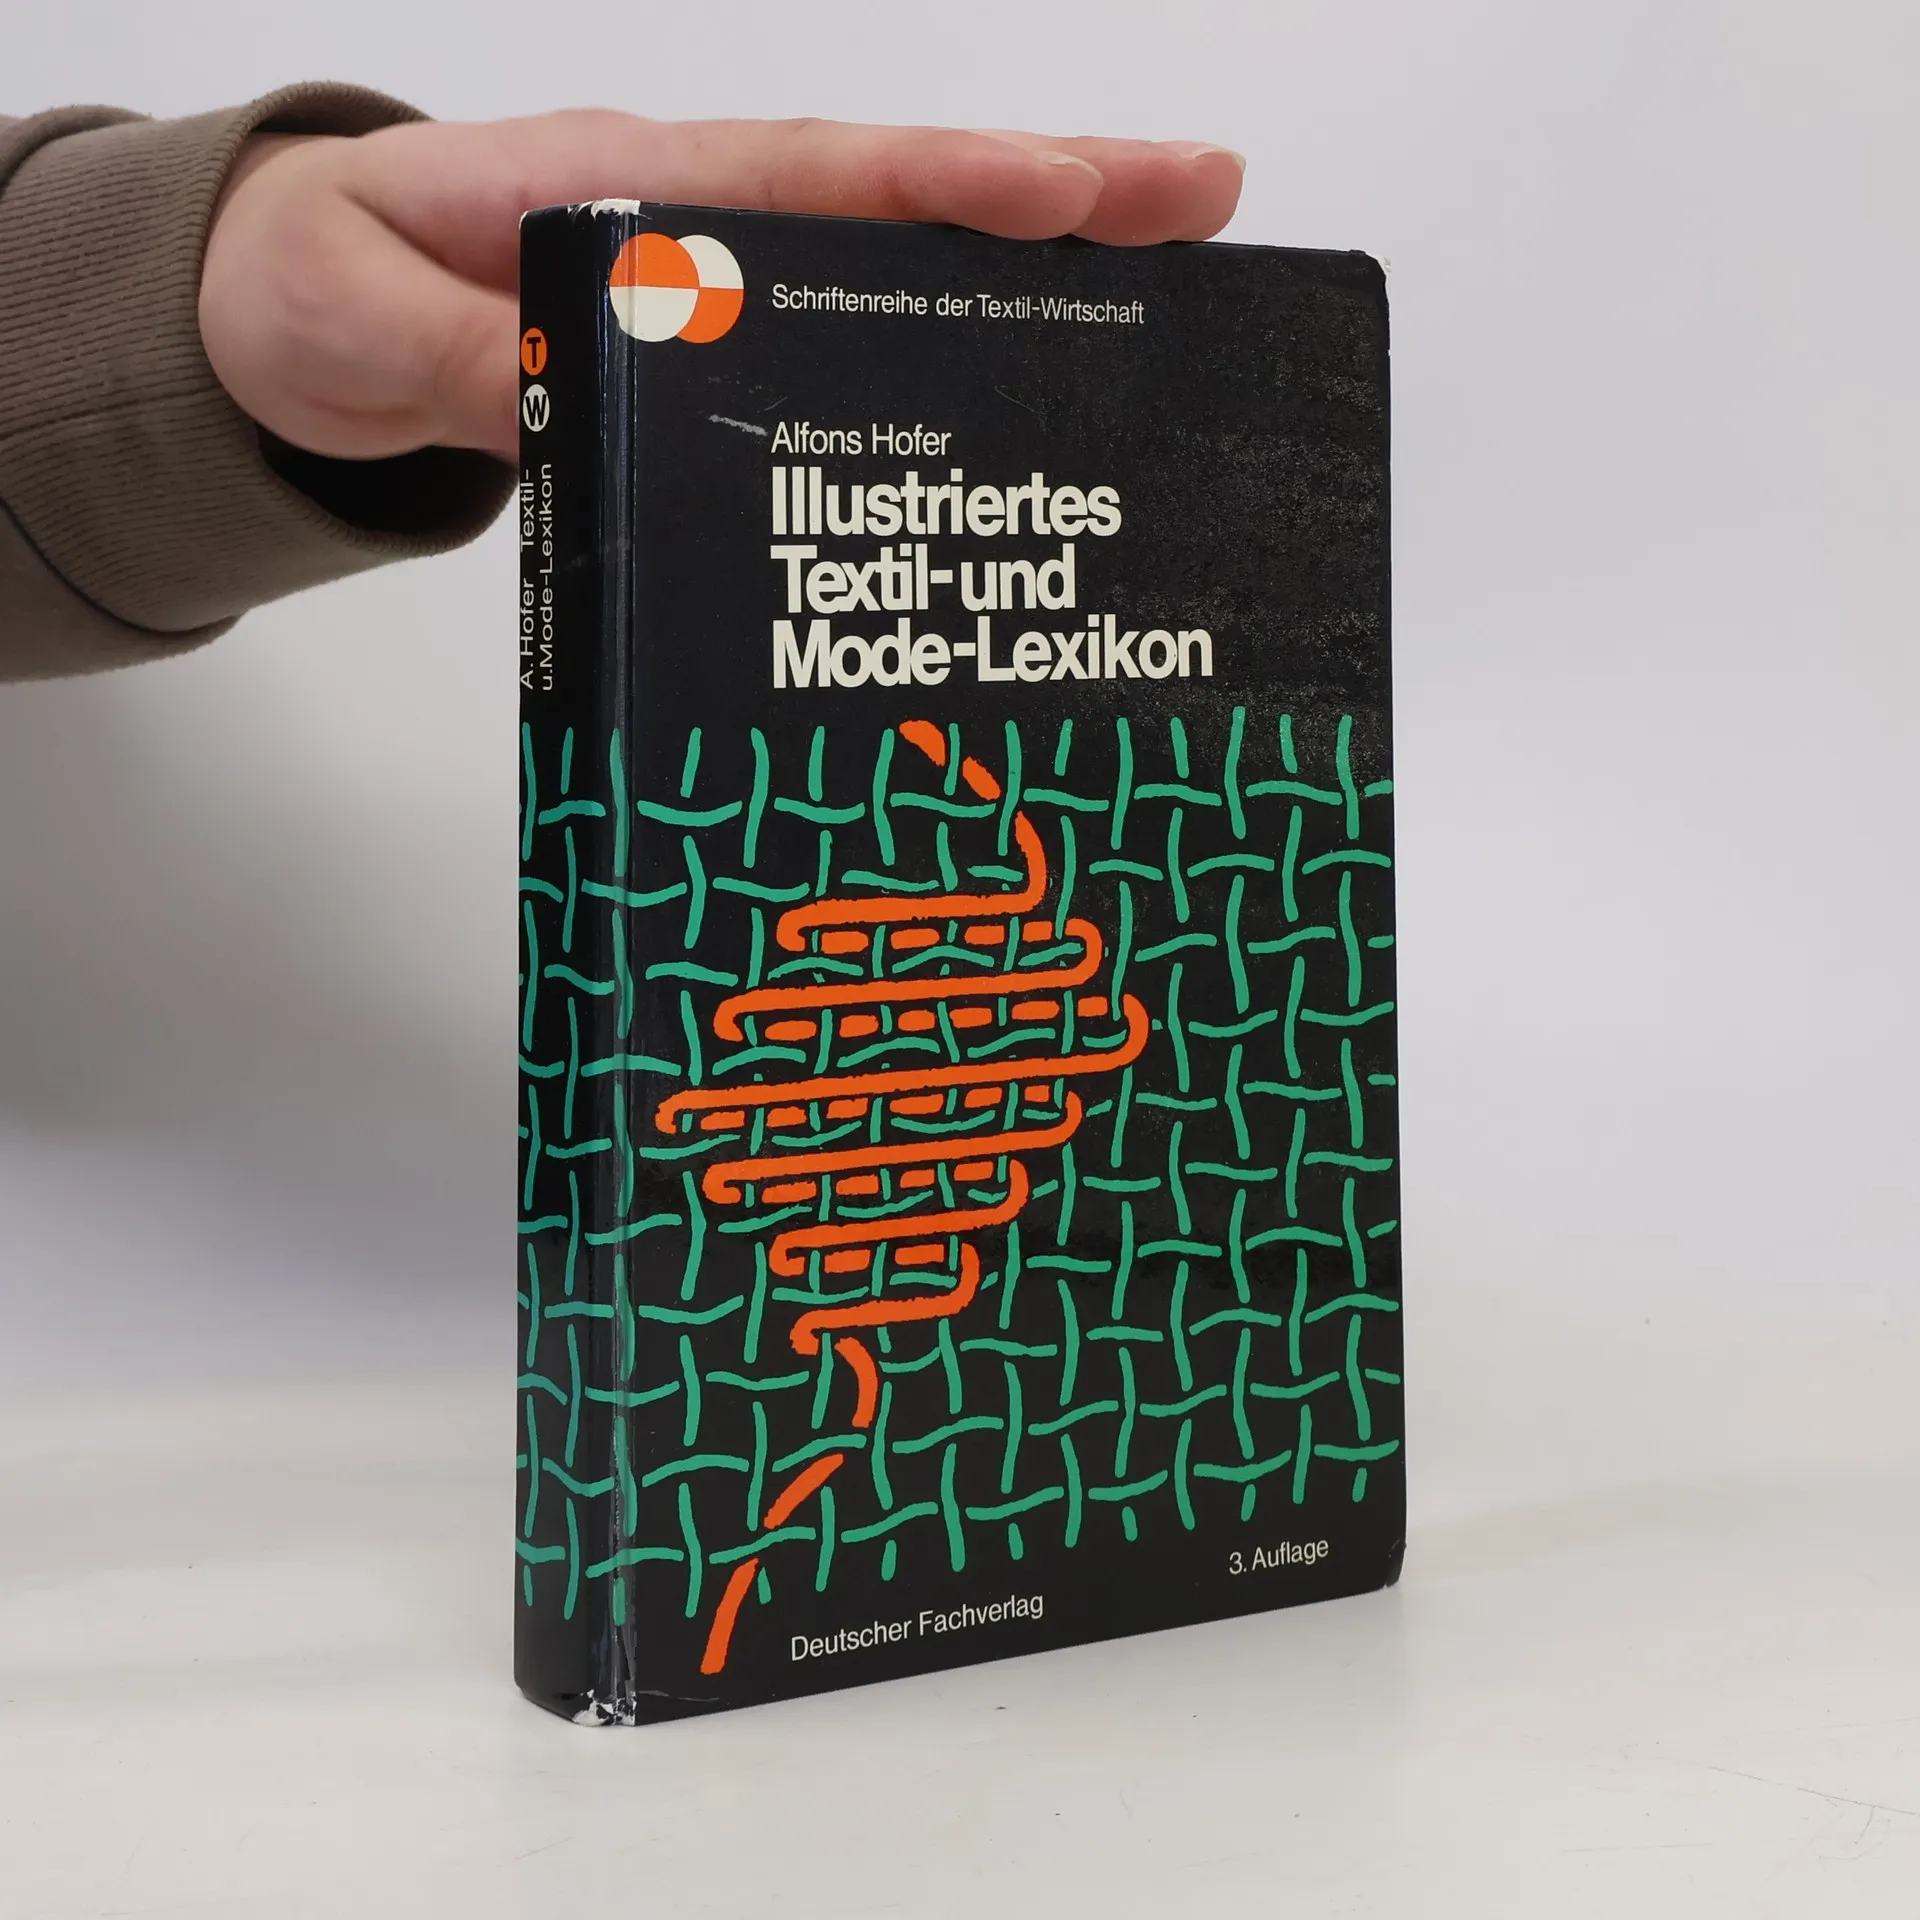 Schriftenreihe der Textil-Wirtschaft
Alfons Hofer
Illustriertes
Textil-und
Mode-Lexikon
3. Auflage
Deutscher Fachverlag
T
W
A. Hofer Textil-
u.Mode-Lexikon